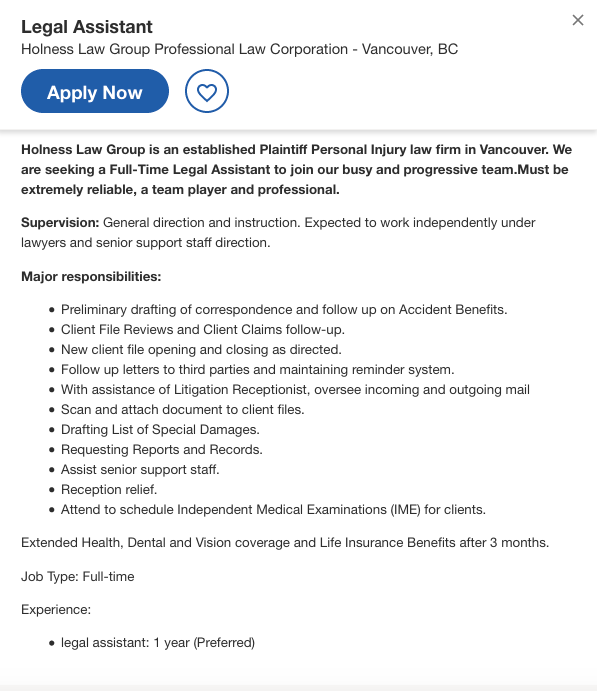 Legal Assistant
Holness Law Group Professional Law Corporation - Vancouver, BC
Apply Now
Holness Law Group is an established Plaintiff Personal Injury law firm in Vancouver. We
are seeking a Full-Time Legal Assistant to join our busy and progressive team.Must be
extremely reliable, a team player and professional.
Supervision: General direction and instruction. Expected to work independently under
lawyers and senior support staff direction.
Major responsibilities:
• Preliminary drafting of correspondence and follow up on Accident Benefits.
• Client File Reviews and Client Claims follow-up.
• New client file opening and closing as directed.
• Follow up letters to third parties and maintaining reminder system.
• With assistance of Litigation Receptionist, oversee incoming and outgoing mail
• Scan and attach document to client files.
• Drafting List of Special Damages.
• Requesting Reports and Records.
• Assist senior support staff.
• Reception relief.
• Attend to schedule Independent Medical Examinations (IME) for clients.
Extended Health, Dental and Vision coverage and Life Insurance Benefits after 3 months.
Job Type: Full-time
Experience:
• legal assistant: 1 year (Preferred)